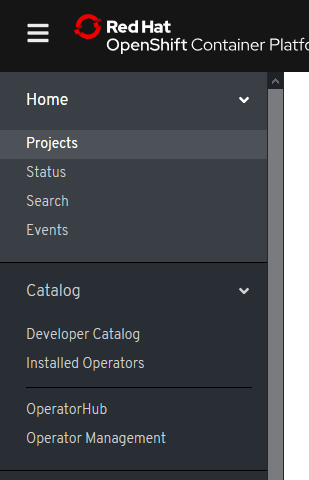 Red Hat
OpenShift Container Platfo
Home
Projects
Status
Search
Events
Catalog
Developer Catalog
Installed Operators
OperatorHub
Operator Management